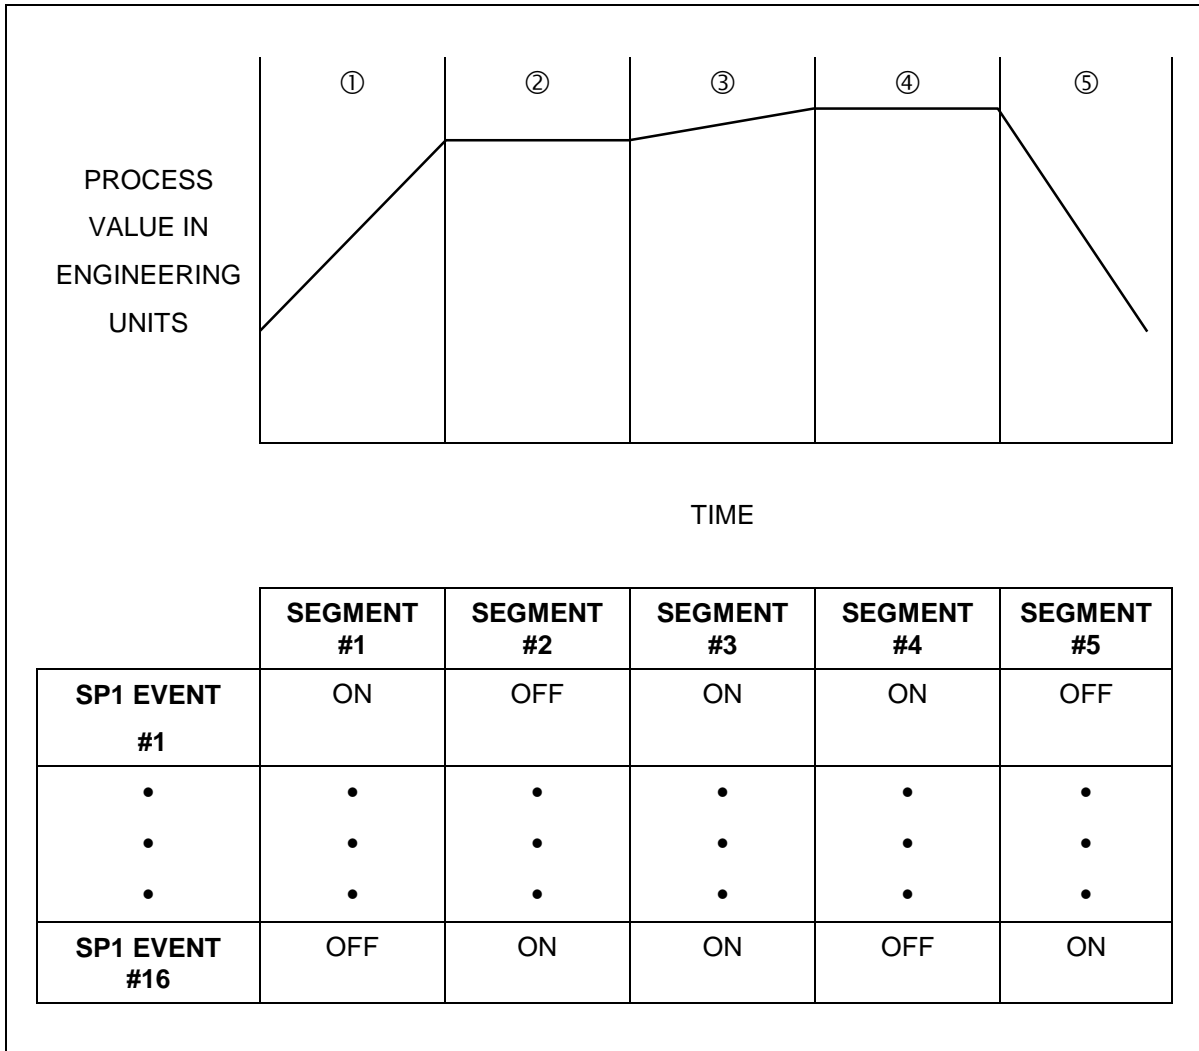 ① ② ③ ④ ⑤
PROCESS
VALUE IN
ENGINEERING
UNITS
TIME
SEGMENT #1 SEGMENT #2 SEGMENT #3 SEGMENT #4 SEGMENT #5
SP1 EVENT #1 ON OFF ON ON OFF
• • • • • •
• • • • • •
• • • • • •
SP1 EVENT #16 OFF ON ON OFF ON